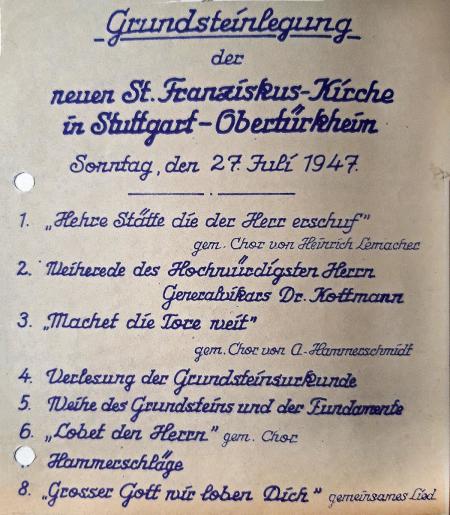 Grundsteinlegung
der
neuen St. Franziskus-Kirche
in Stuttgart-Obertürkheim
Sonntag, den 27. Juli 1947.
1. „Hehre Stätte die der Herr erschuf"
gem. Chor von Heinrich Lemacher
2. Weiherede des Hochwürdigsten Herrn
Generalvikars Dr. Kottmann
3. „Machet die Tore weit"
gem. Chor von A. Hammerschmidt
4. Verlesung der Grundsteinsurkunde
5. Weihe des Grundsteins und der Fundamente
6. „Lobet den Herrn" gem. Chor
Hammerschläge
8. „Grosser Gott wir loben Dich" gemeinsames Lied